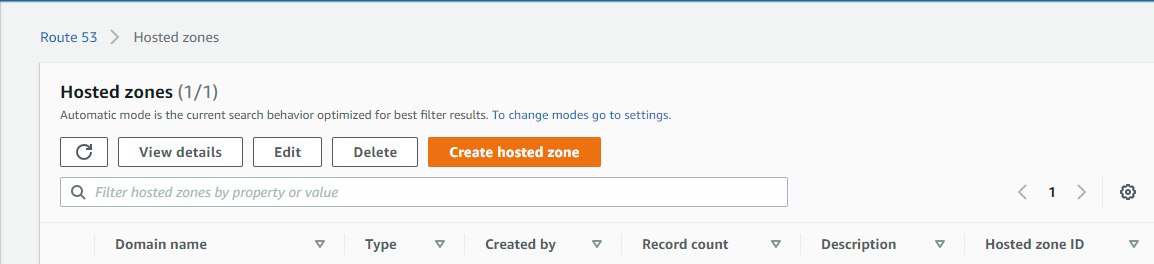 Route 53 > Hosted zones
Hosted zones (1/1)
Automatic mode is the current search behavior optimized for best filter results. To change modes go to settings.
View details Edit Delete Create hosted zone
Filter hosted zones by property or value 1
Domain name Type Created by Record count Description Hosted zone ID